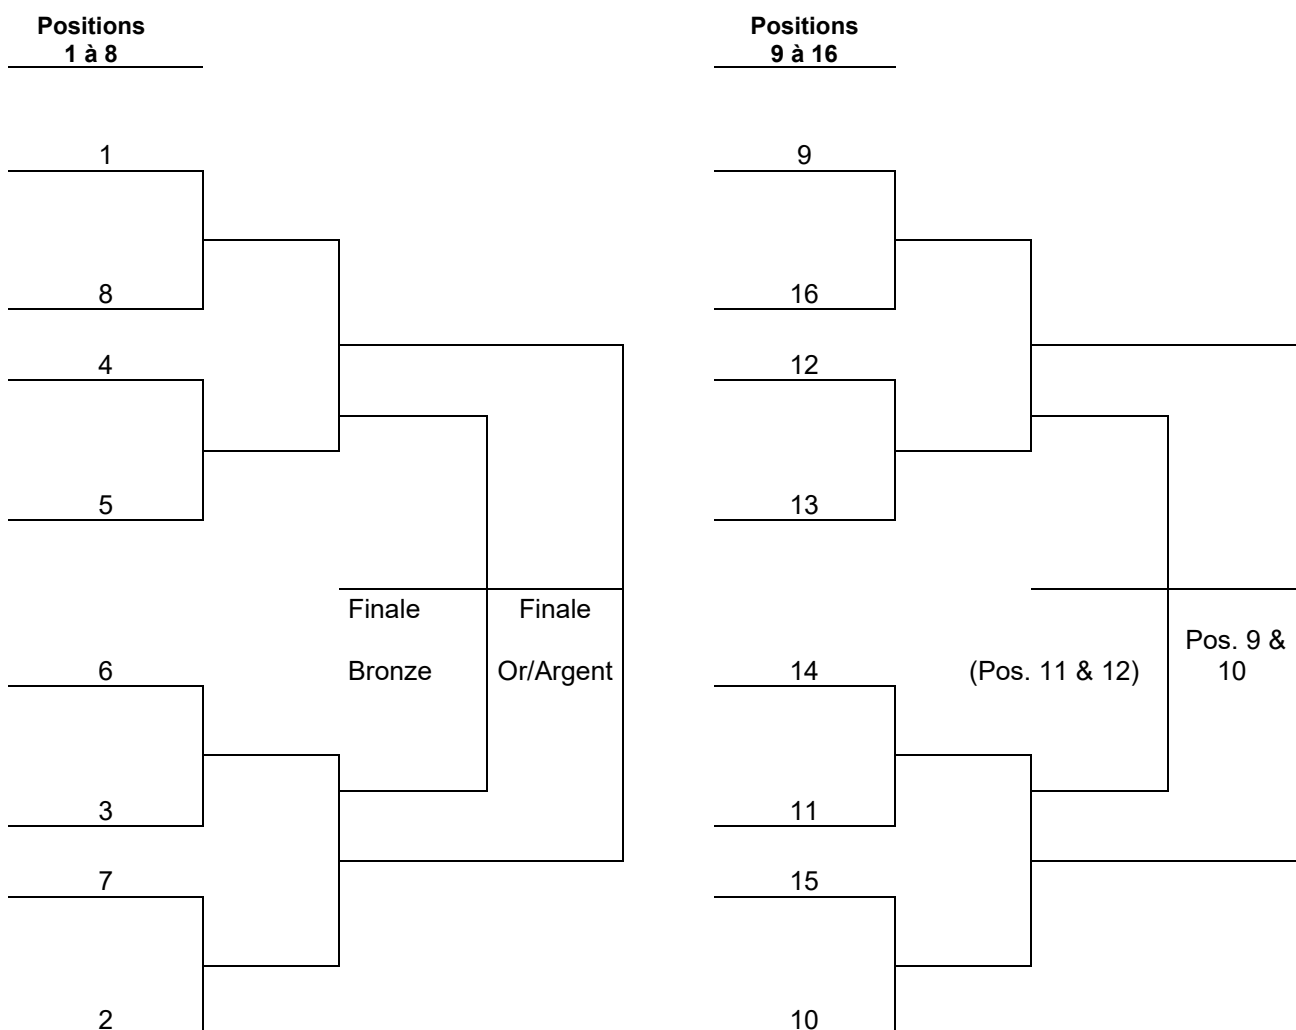 Positions
1 à 8
1
8
4
5
Finale
Bronze
Finale
Or/Argent
6
3
7
2
Positions
9 à 16
9
16
12
13
(Pos. 11 & 12)
Pos. 9 &
10
14
11
15
10